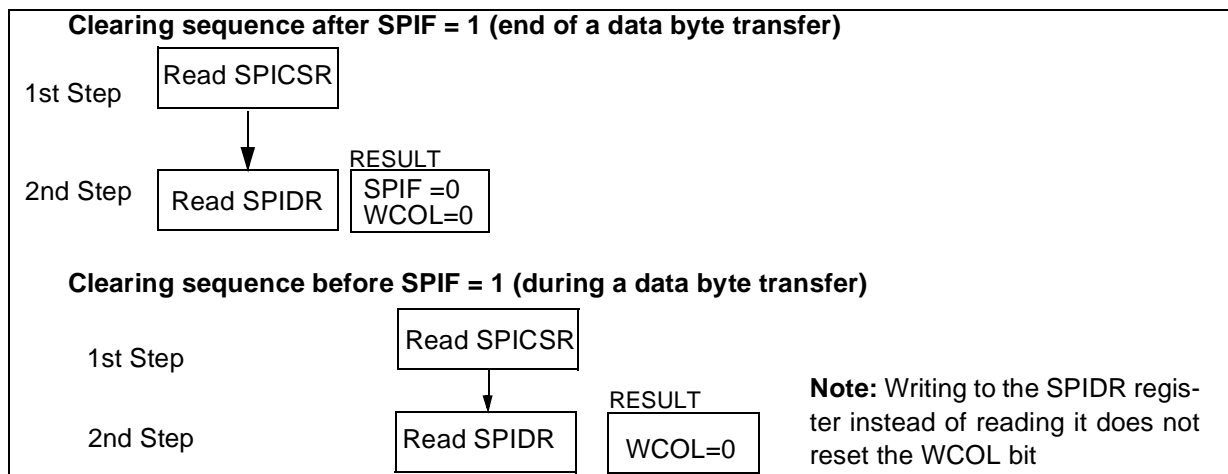 Clearing sequence after SPIF = 1 (end of a data byte transfer)
1st Step
Read SPICSR
2nd Step
Read SPIDR
RESULT
SPIF =0
WCOL=0
Clearing sequence before SPIF = 1 (during a data byte transfer)
1st Step
Read SPICSR
2nd Step
Read SPIDR
RESULT
WCOL=0
Note: Writing to the SPIDR regis-
ter instead of reading it does not
reset the WCOL bit